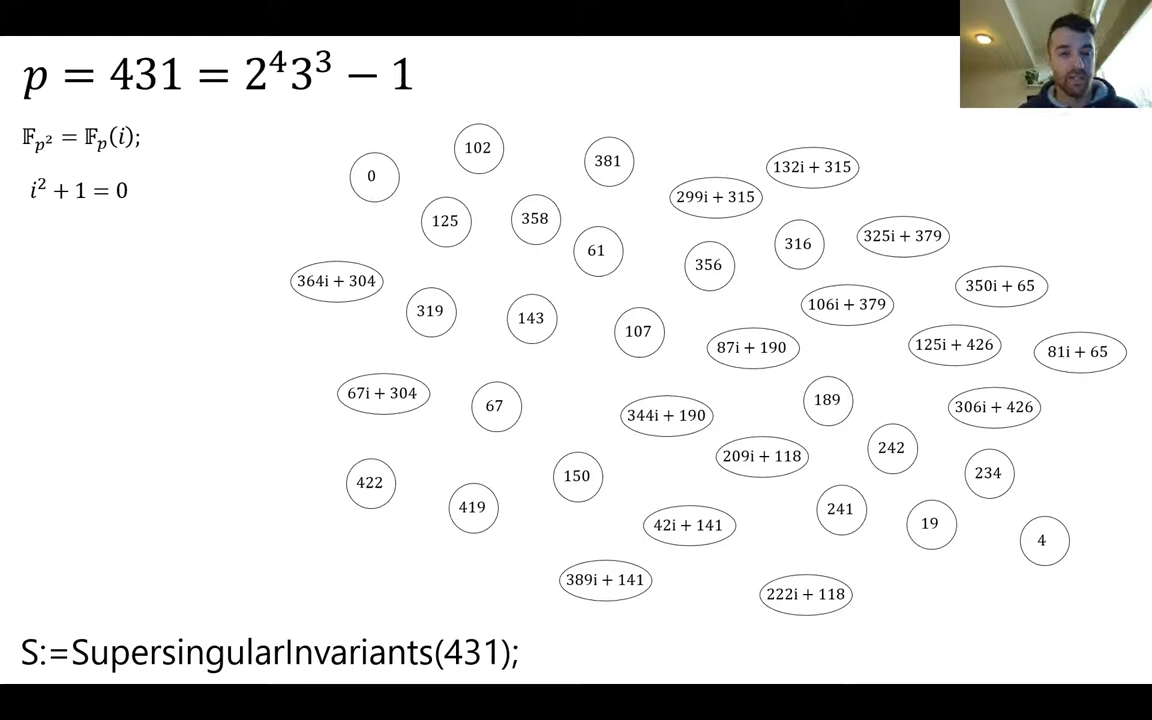 p = 431 = 2⁴3³ − 1
𝔽ₚ² = 𝔽ₚ(i);
i² + 1 = 0
102
381
132i + 315
0
299i + 315
125
358
61
316
325i + 379
356
364i + 304
350i + 65
319
143
106i + 379
107
87i + 190
125i + 426
81i + 65
67i + 304
67
344i + 190
189
306i + 426
209i + 118
242
422
150
234
419
42i + 141
241
19
4
389i + 141
222i + 118
S:=SupersingularInvariants(431);